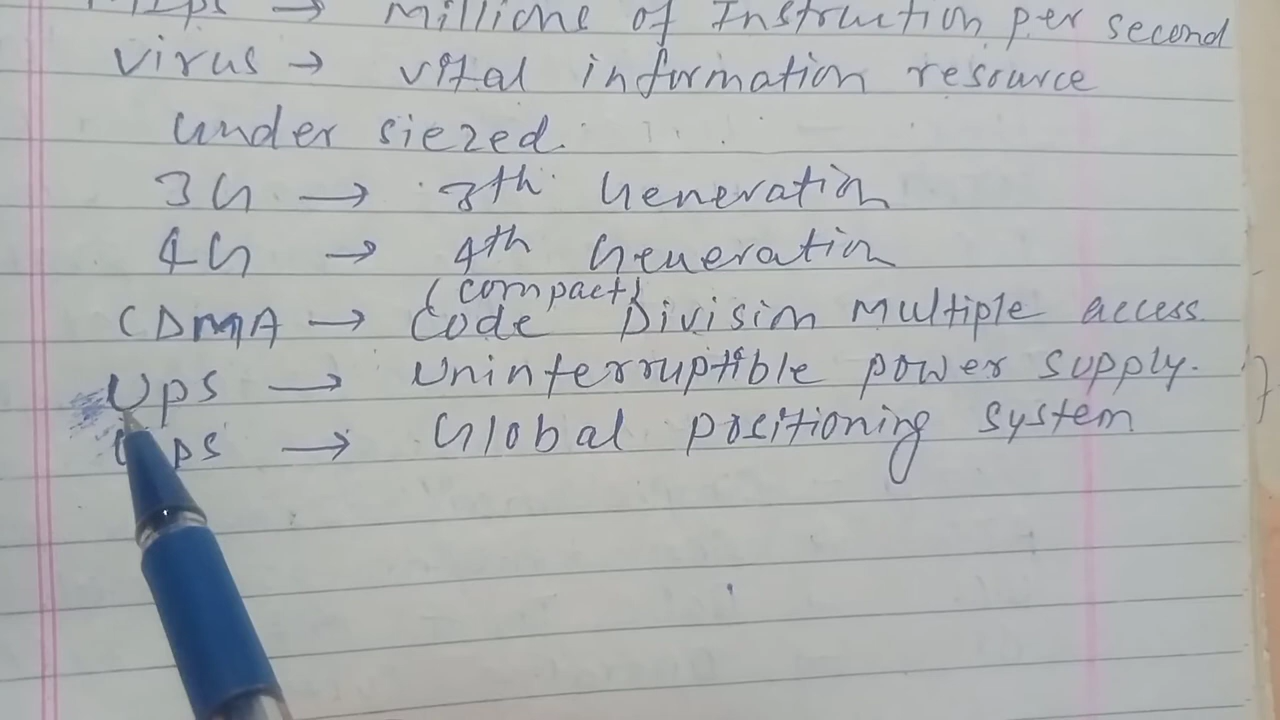 Millions of Instruction per second
Virus → vital information resource
under siezed.
3G → 3th Generation
4G → 4th Generation
(compact)
CDMA → Code Division Multiple access.
Ups → Uninterruptible power supply.
→ Global positioning system